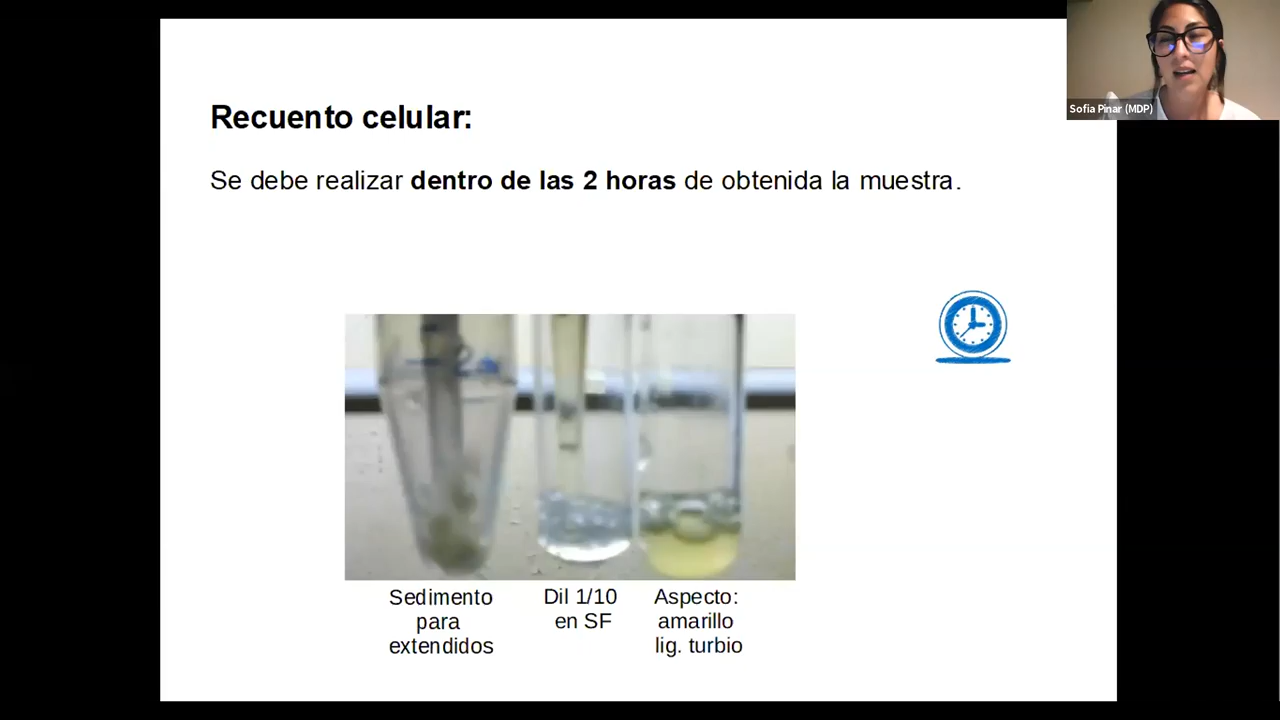 Recuento celular:
Se debe realizar dentro de las 2 horas de obtenida la muestra.
Sofia Pinar (MDP)
Sedimento
para
extendidos
Dil 1/10
en SF
Aspecto:
amarillo
lig. turbio